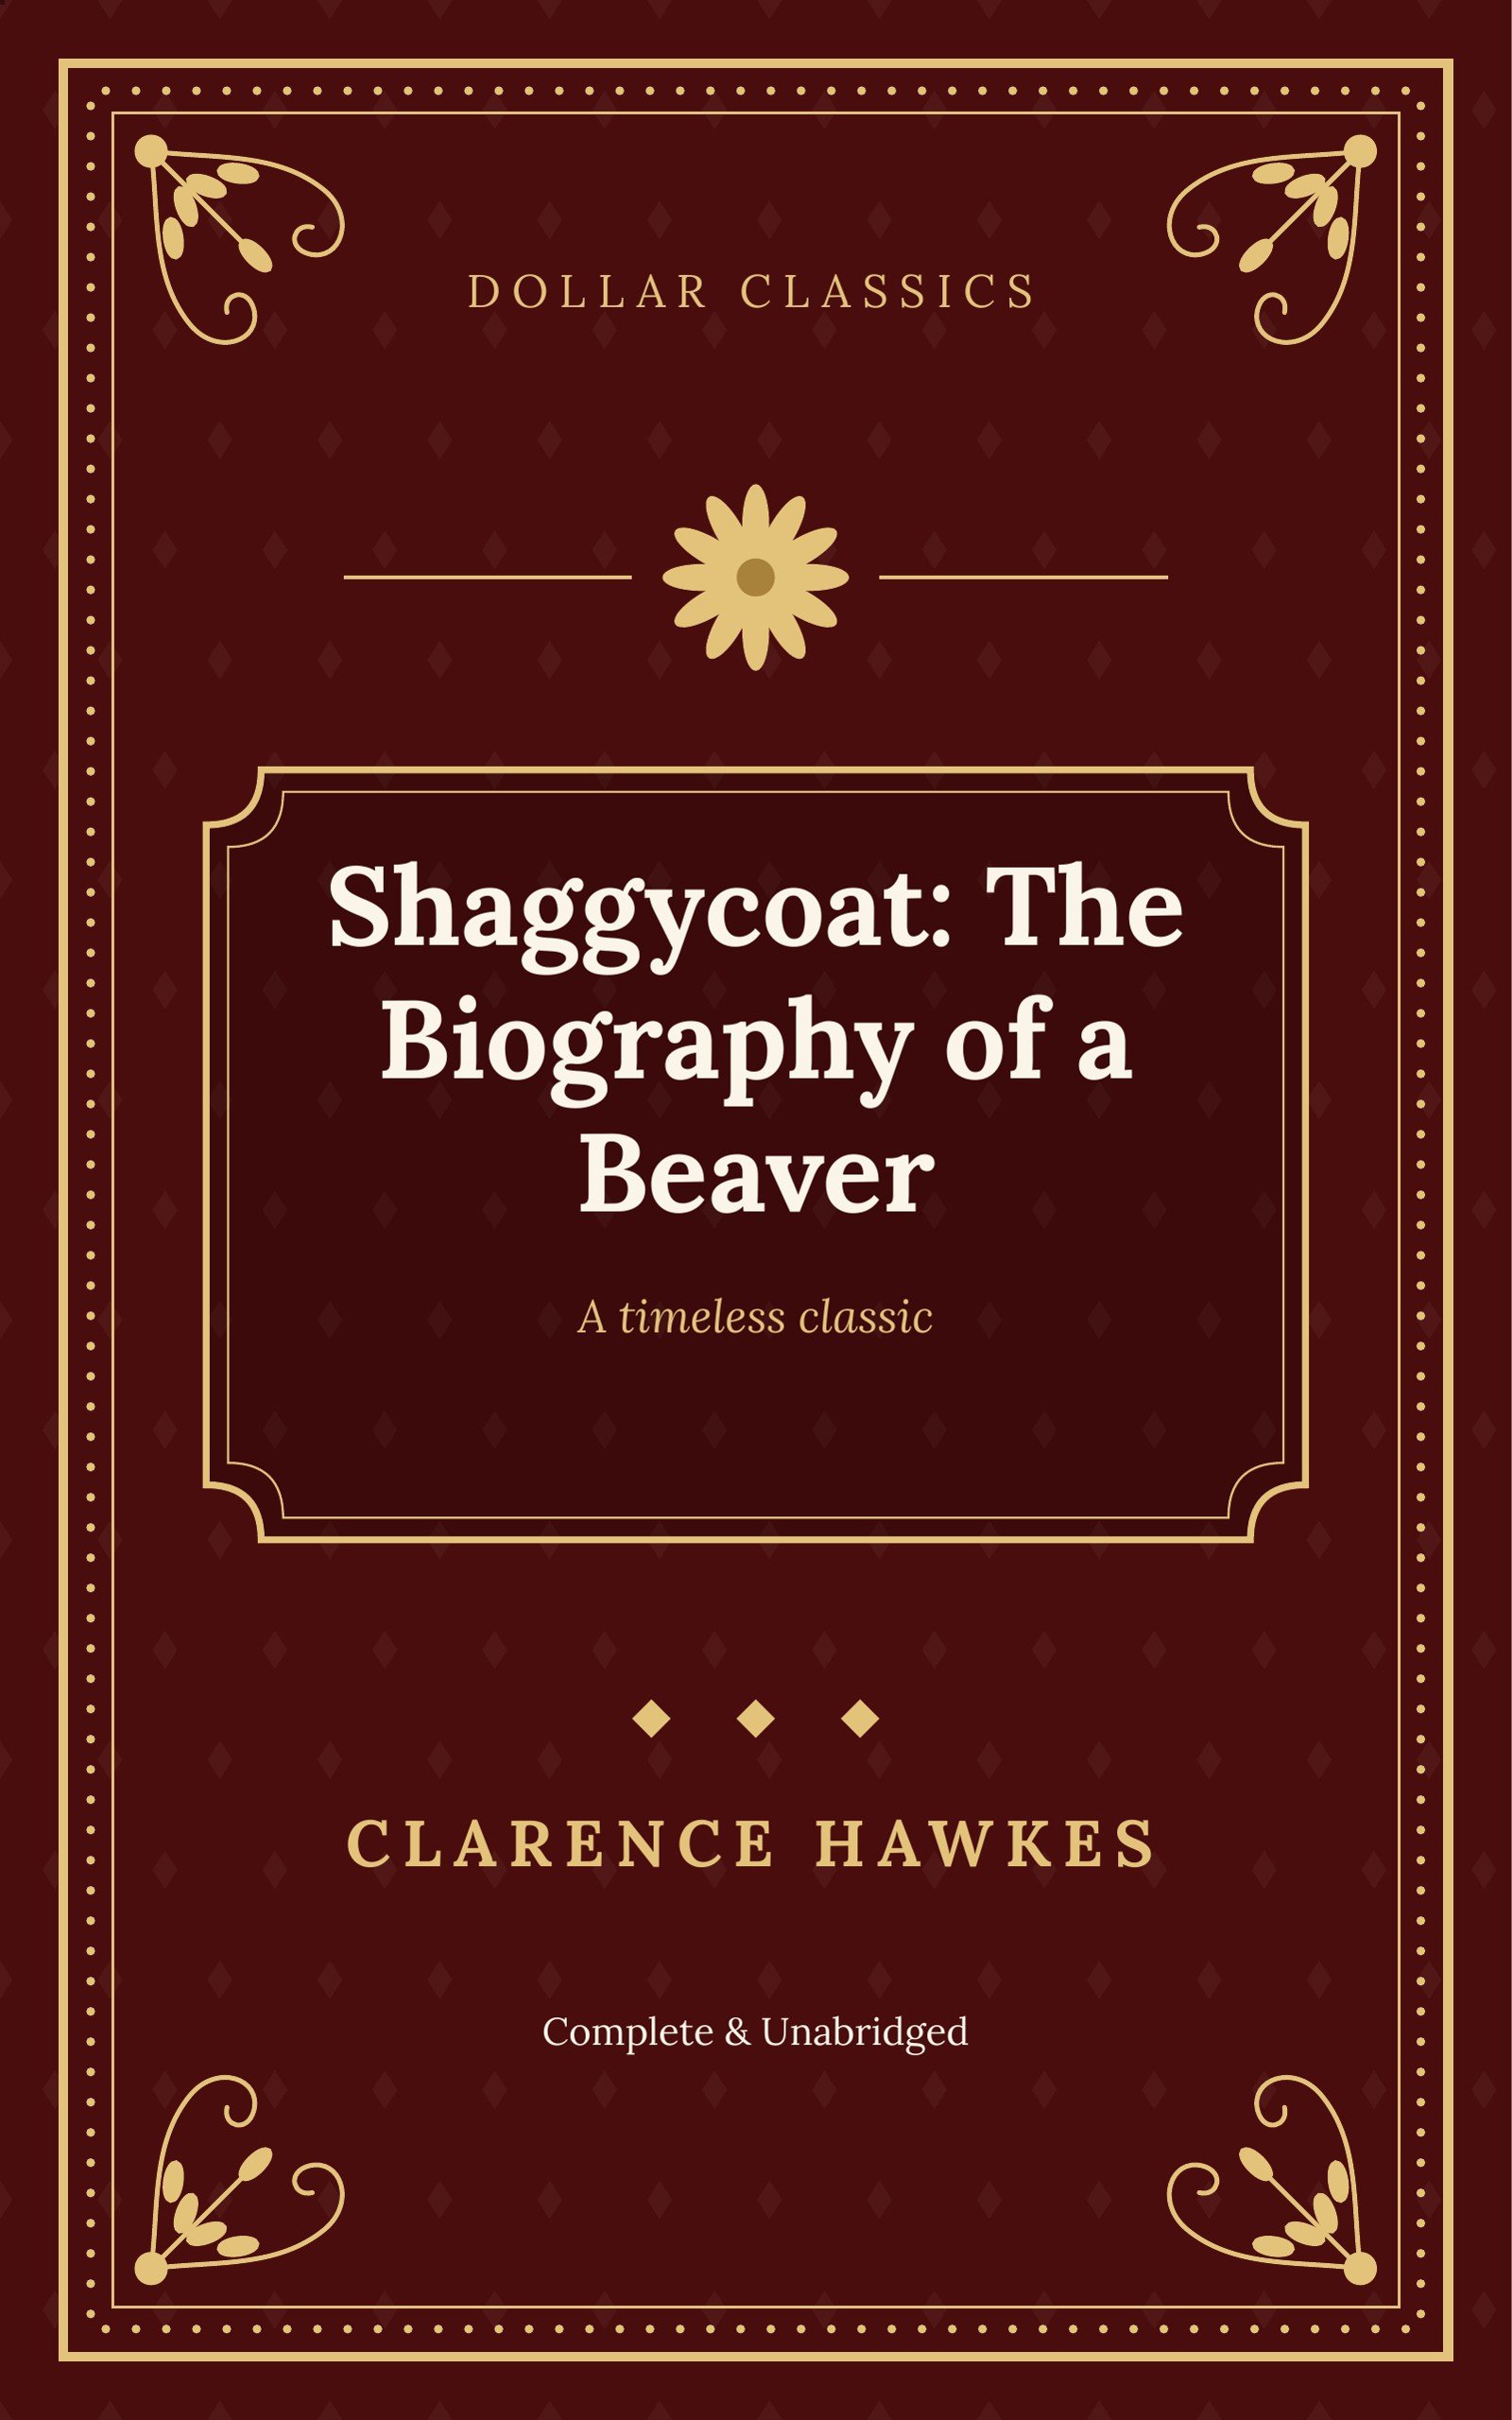 DOLLAR CLASSICS
Shaggycoat: The
Biography of a
Beaver
A timeless classic
CLARENCE HAWKES
Complete & Unabridged